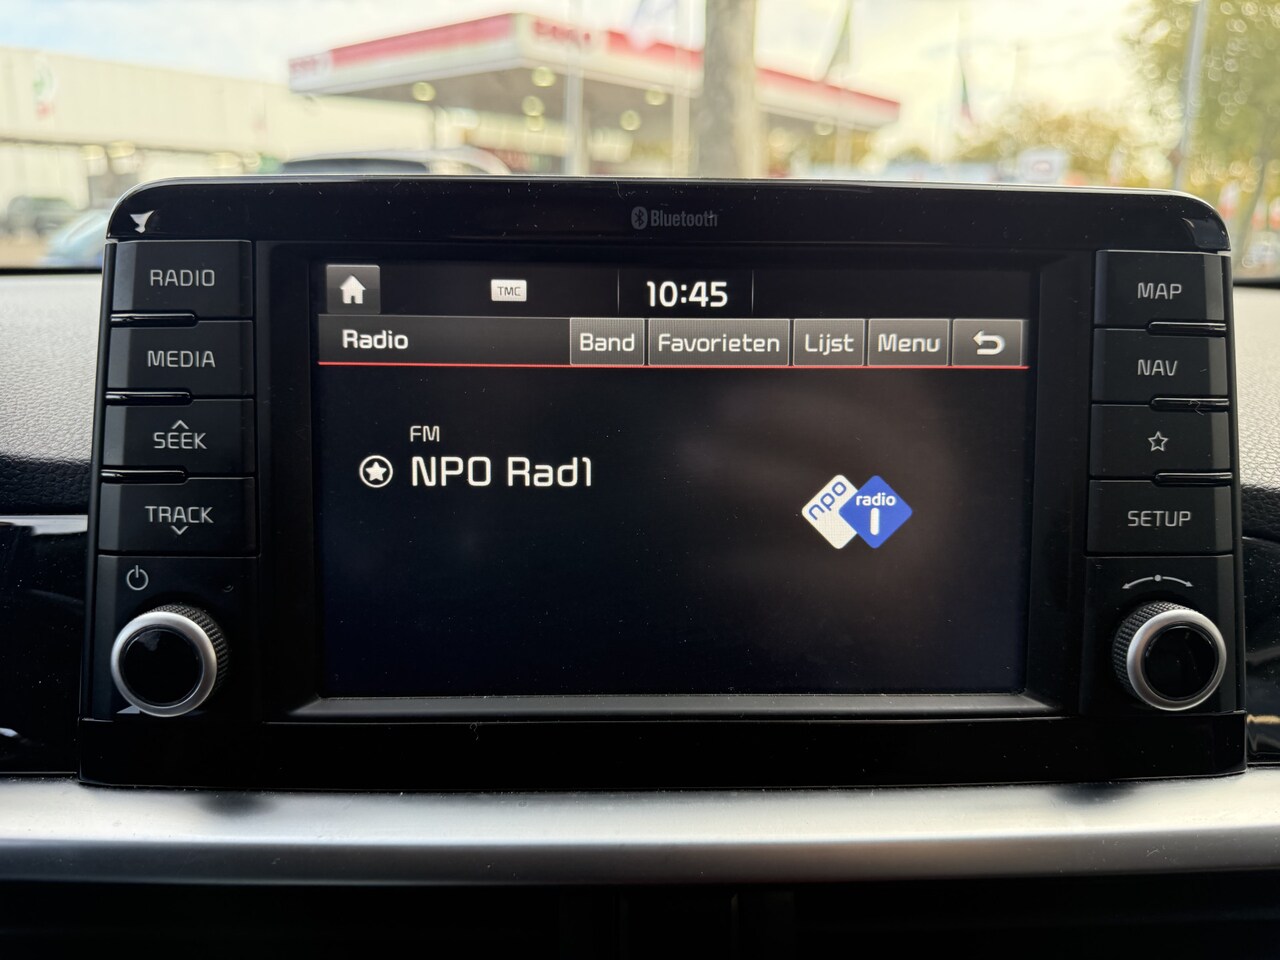 Bluetooth
RADIO
MEDIA
SEEK
TRACK
TMC
10:45
Radio
Band
Favorieten
Lijst
Menu
FM
NPO Rad1
npo
radio
1
MAP
NAV
SETUP